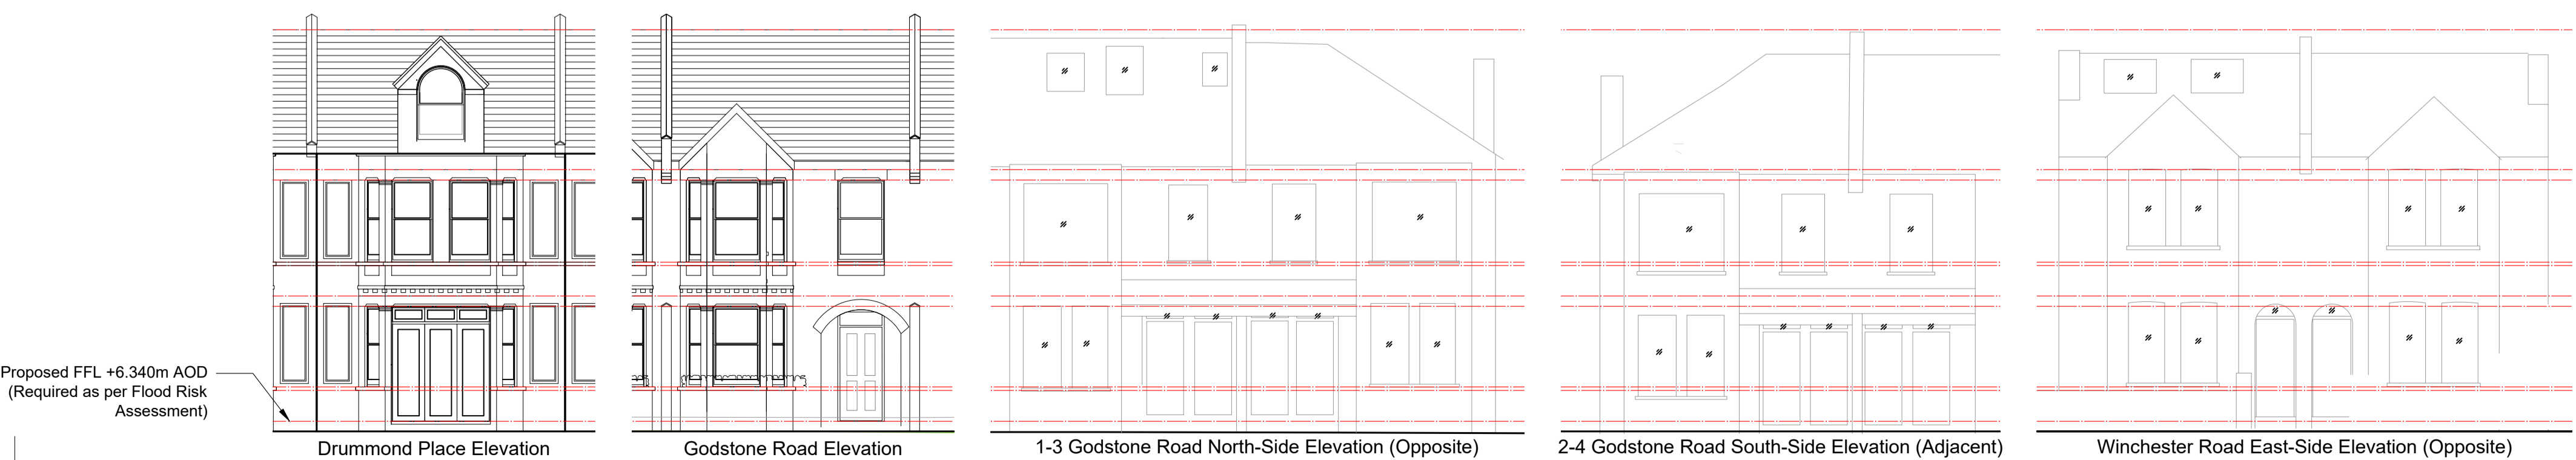 Proposed FFL +6.340m AOD
(Required as per Flood Risk
Assessment)
Drummond Place Elevation
Godstone Road Elevation
1-3 Godstone Road North-Side Elevation (Opposite)
2-4 Godstone Road South-Side Elevation (Adjacent)
Winchester Road East-Side Elevation (Opposite)